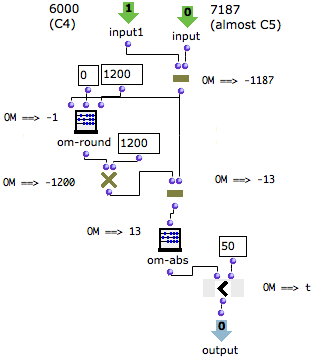 6000
(C4)
1
0
7187
(almost C5)
input1
input
0
1200
OM ==> -1187
OM ==> -1
om-round
1200
OM ==> -1200
OM ==> -13
OM ==> 13
om-abs
50
<
OM ==> t
0
output